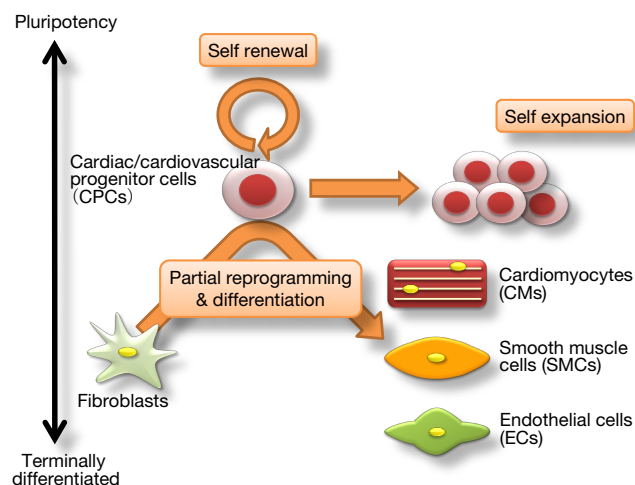 Pluripotency
Self renewal
Self expansion
Cardiac/cardiovascular
progenitor cells
（CPCs）
Partial reprogramming
& differentiation
Cardiomyocytes
(CMs)
Smooth muscle
cells (SMCs)
Fibroblasts
Endothelial cells
(ECs)
Terminally
differentiated